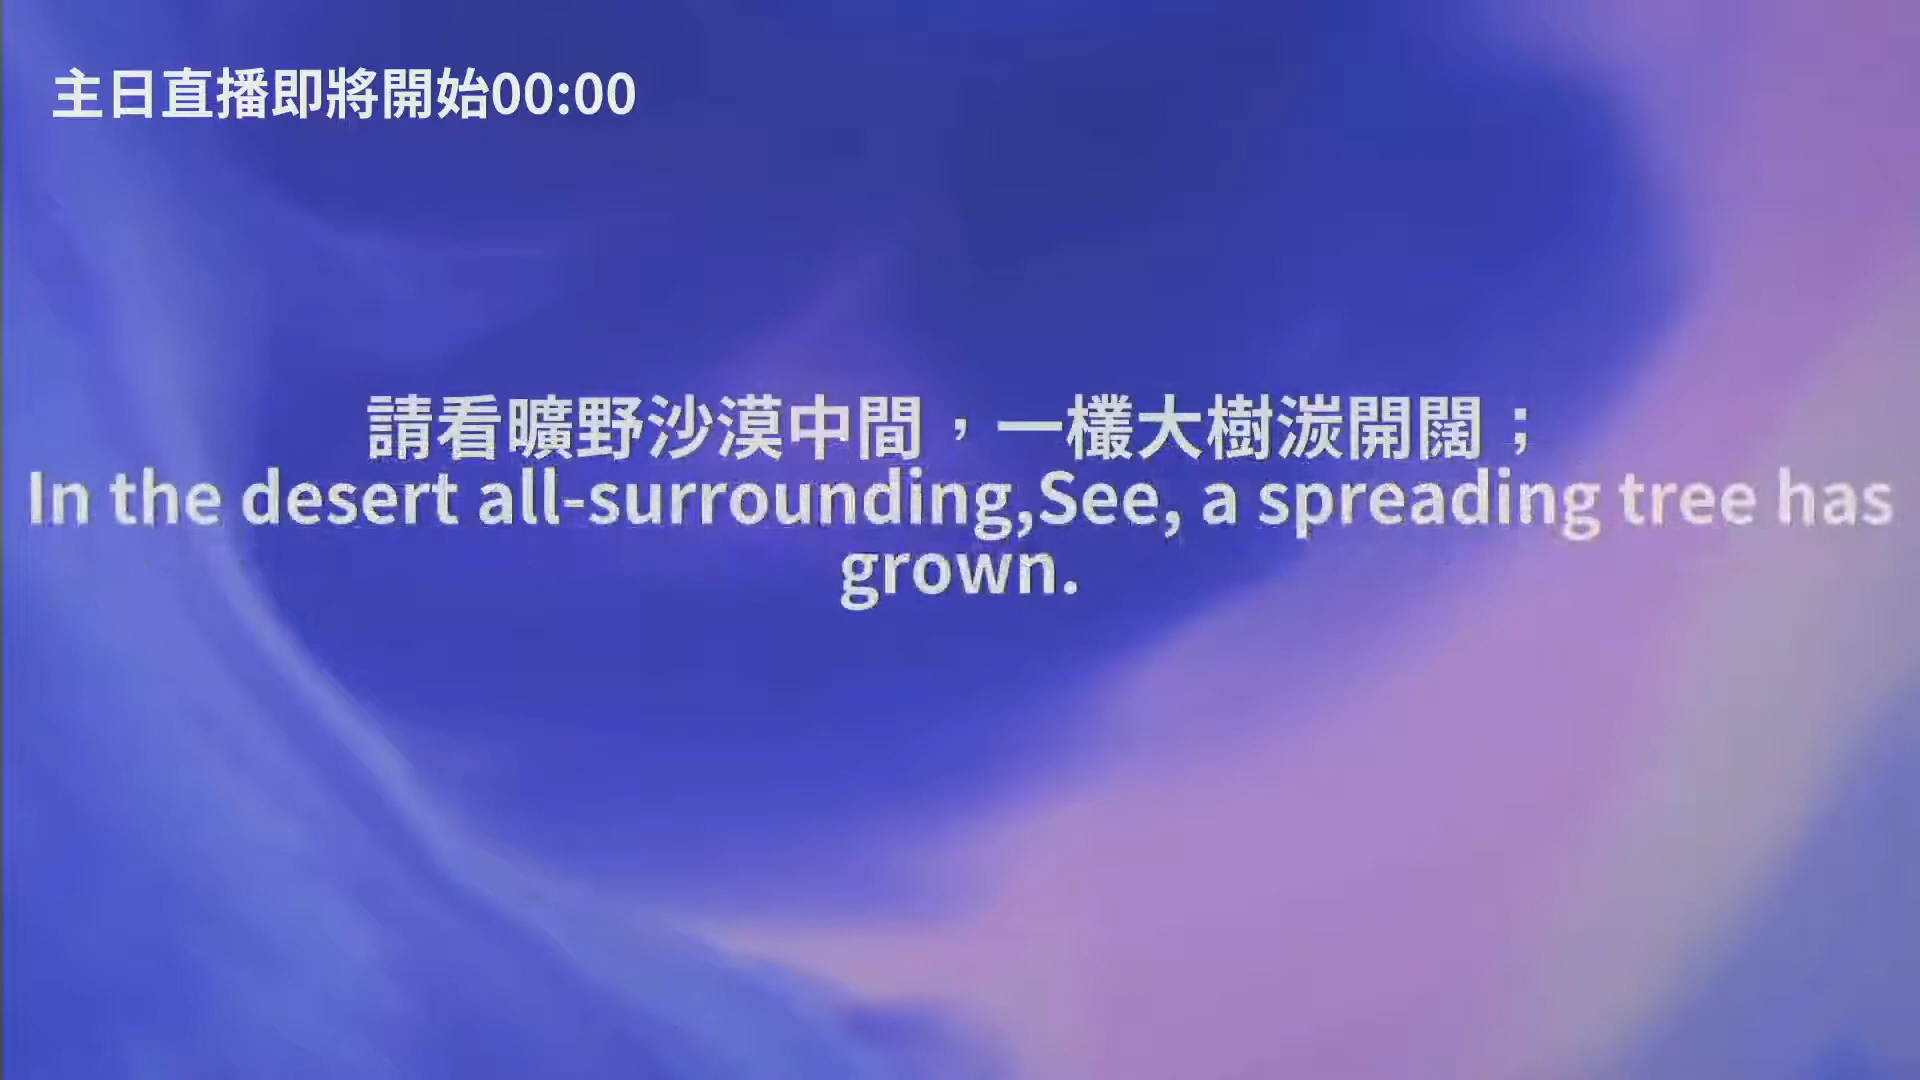 主日直播即將開始00:00
請看曠野沙漠中間，一欉大樹湠開闊；
In the desert all-surrounding,See, a spreading tree has
grown.